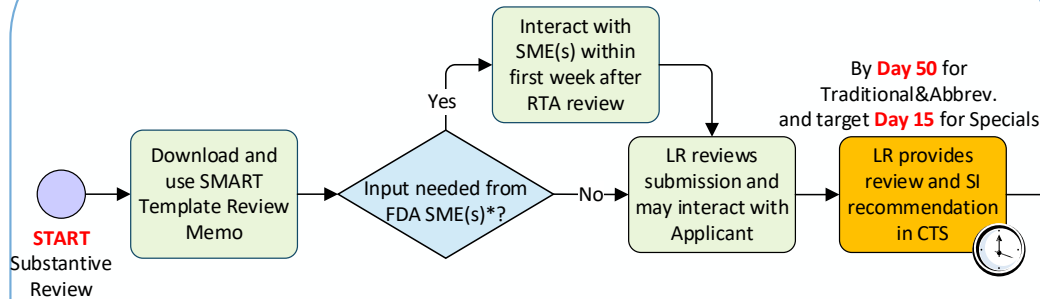 START
Substantive
Review
Download and
use SMART
Template Review
Memo
Input needed from
FDA SME(s)*?
Yes
Interact with
SME(s) within
first week after
RTA review
No
LR reviews
submission and
may interact with
Applicant
By Day 50 for
Traditional&Abbrev.
and target Day 15 for Specials
LR provides
review and SI
recommendation
in CTS